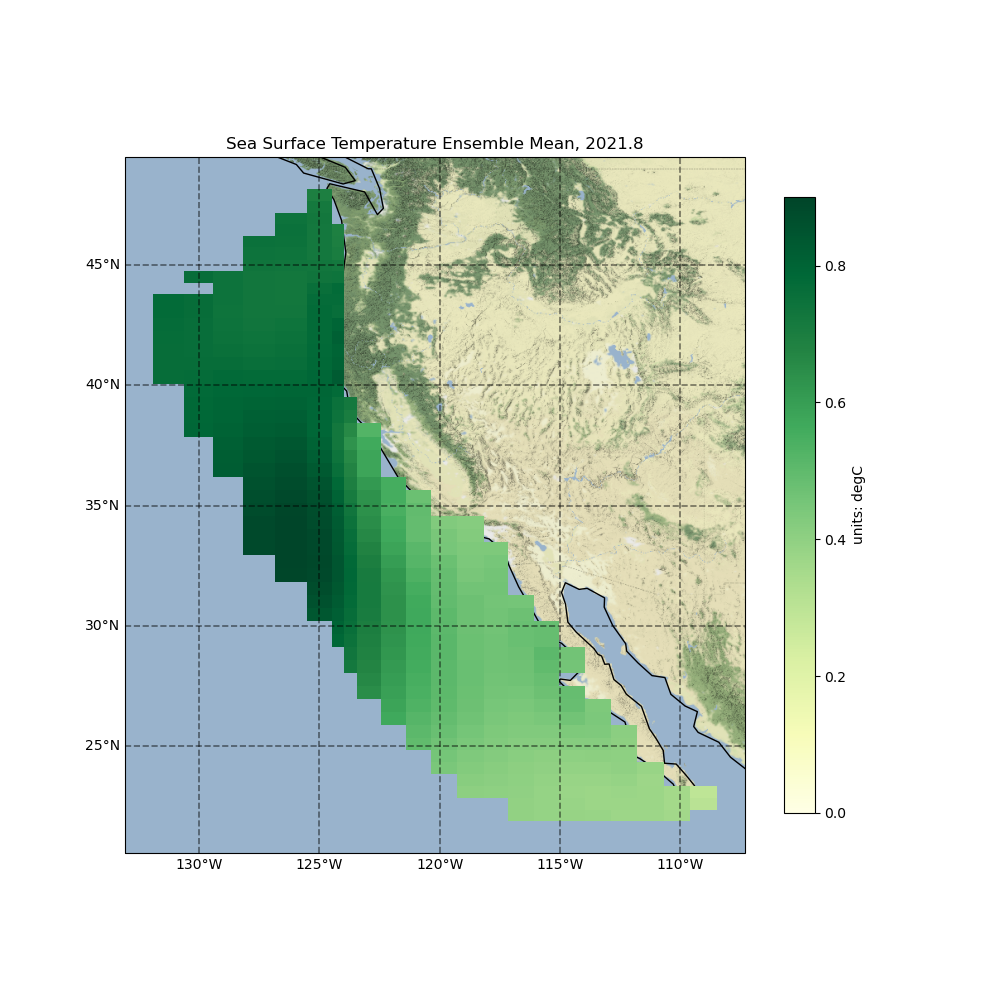 Sea Surface Temperature Ensemble Mean, 2021.8
45°N
40°N
35°N
30°N
25°N
130°W 125°W 120°W 115°W 110°W
0.8
0.6
0.4
0.2
0.0
units: degC